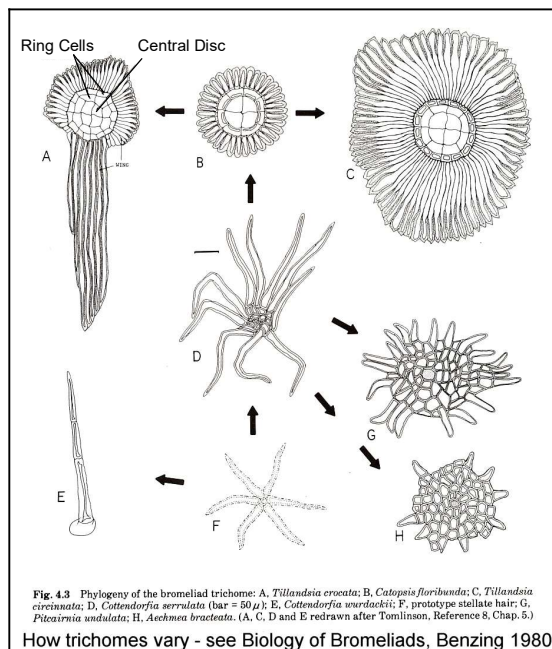 Ring Cells
Central Disc
WING
A
B
C
D
E
F
G
H
Fig. 4.3 Phylogeny of the bromeliad trichome: A, Tillandsia crocata; B, Catopsis floribunda; C, Tillandsia
circinnata; D, Cottendorfia serrulata (bar = 50 μ); E, Cottendorfia wurdackii; F, prototype stellate hair; G,
Pitcairnia undulata; H, Aechmea bracteata. (A, C, D and E redrawn after Tomlinson, Reference 8, Chap. 5.)
How trichomes vary - see Biology of Bromeliads, Benzing 1980